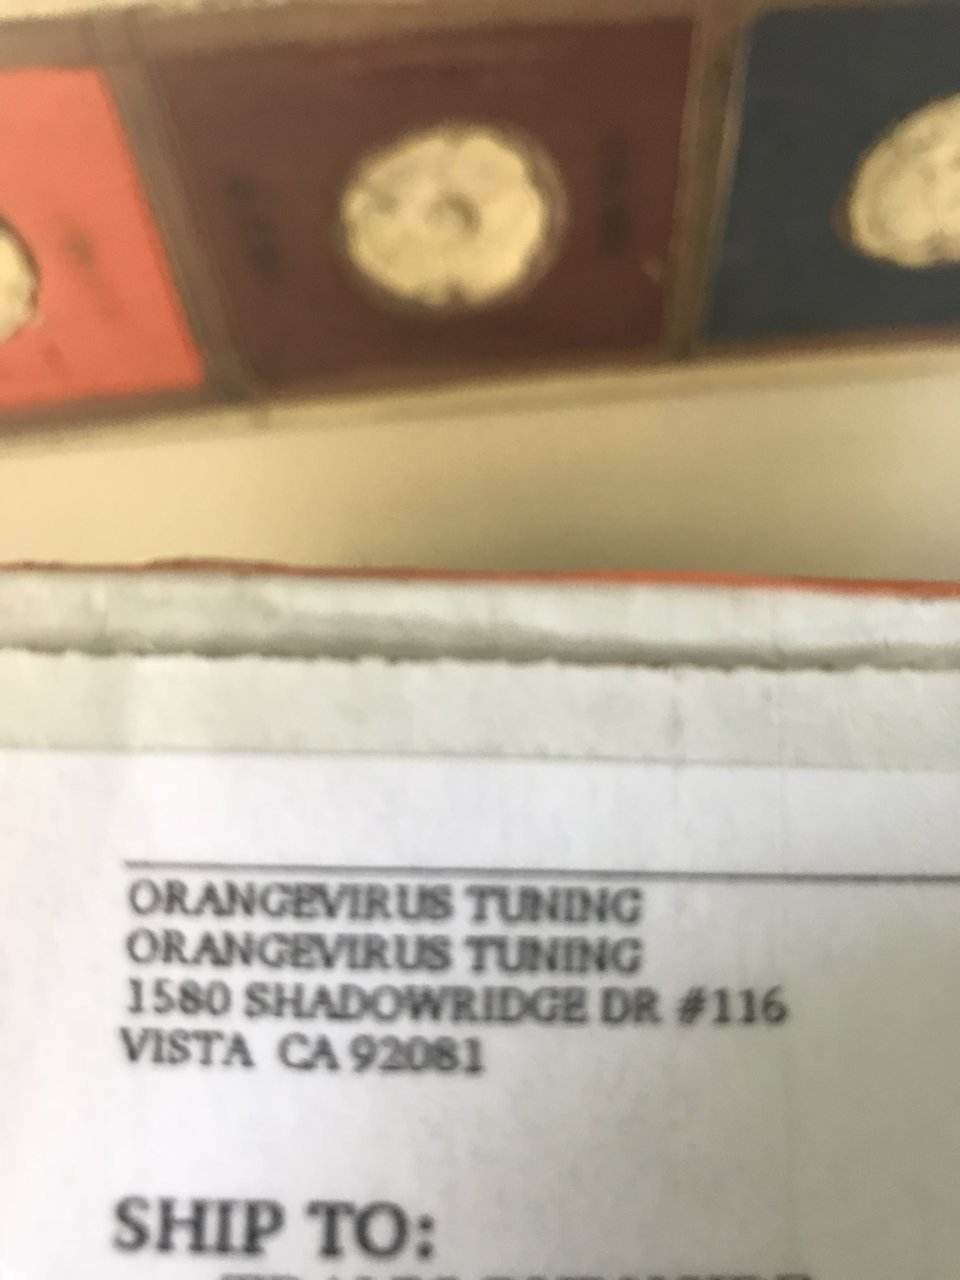 ORANGEVIRUS TUNING
ORANGEVIRUS TUNING
1580 SHADOWRIDGE DR #116
VISTA CA 92081
SHIP TO: